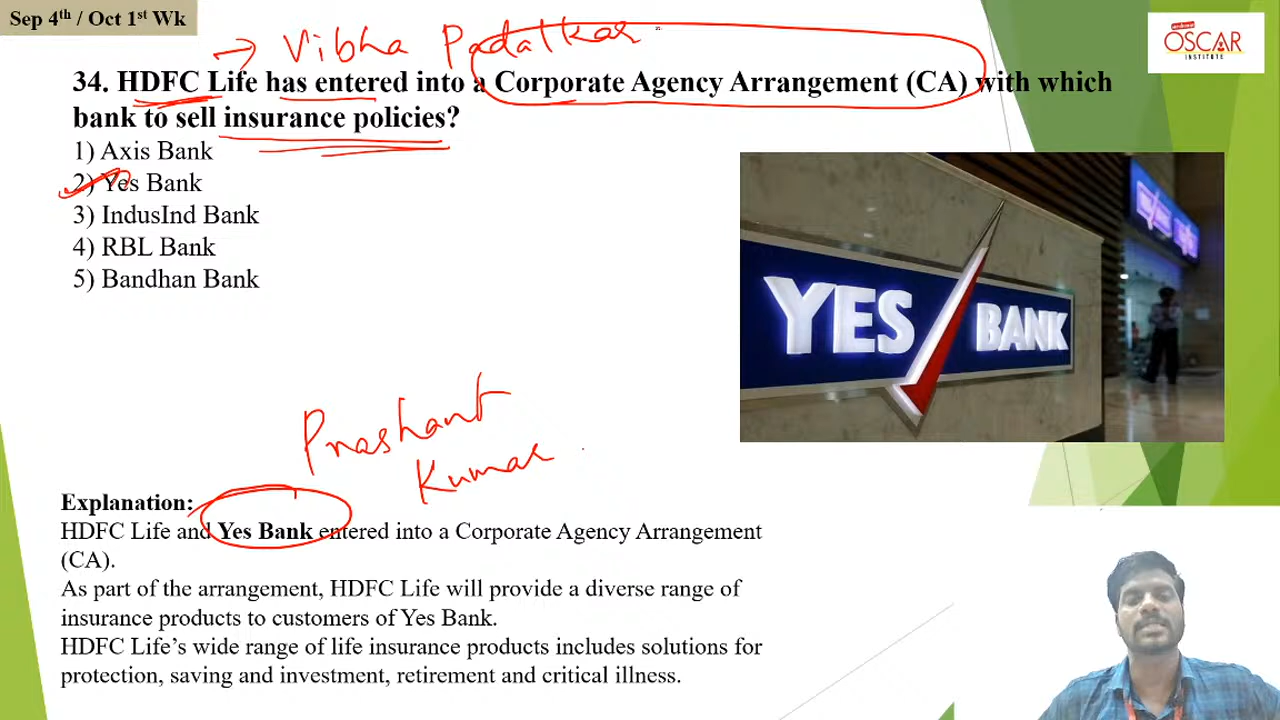 Sep 4th / Oct 1st Wk
OSCAR
INSTITUTE
→ Vibha Padalkar
34. HDFC Life has entered into a Corporate Agency Arrangement (CA) with which
bank to sell insurance policies?
1) Axis Bank
2) Yes Bank
3) IndusInd Bank
4) RBL Bank
5) Bandhan Bank
YES BANK
Prashant
Kumar
Explanation:
HDFC Life and Yes Bank entered into a Corporate Agency Arrangement
(CA).
As part of the arrangement, HDFC Life will provide a diverse range of
insurance products to customers of Yes Bank.
HDFC Life’s wide range of life insurance products includes solutions for
protection, saving and investment, retirement and critical illness.